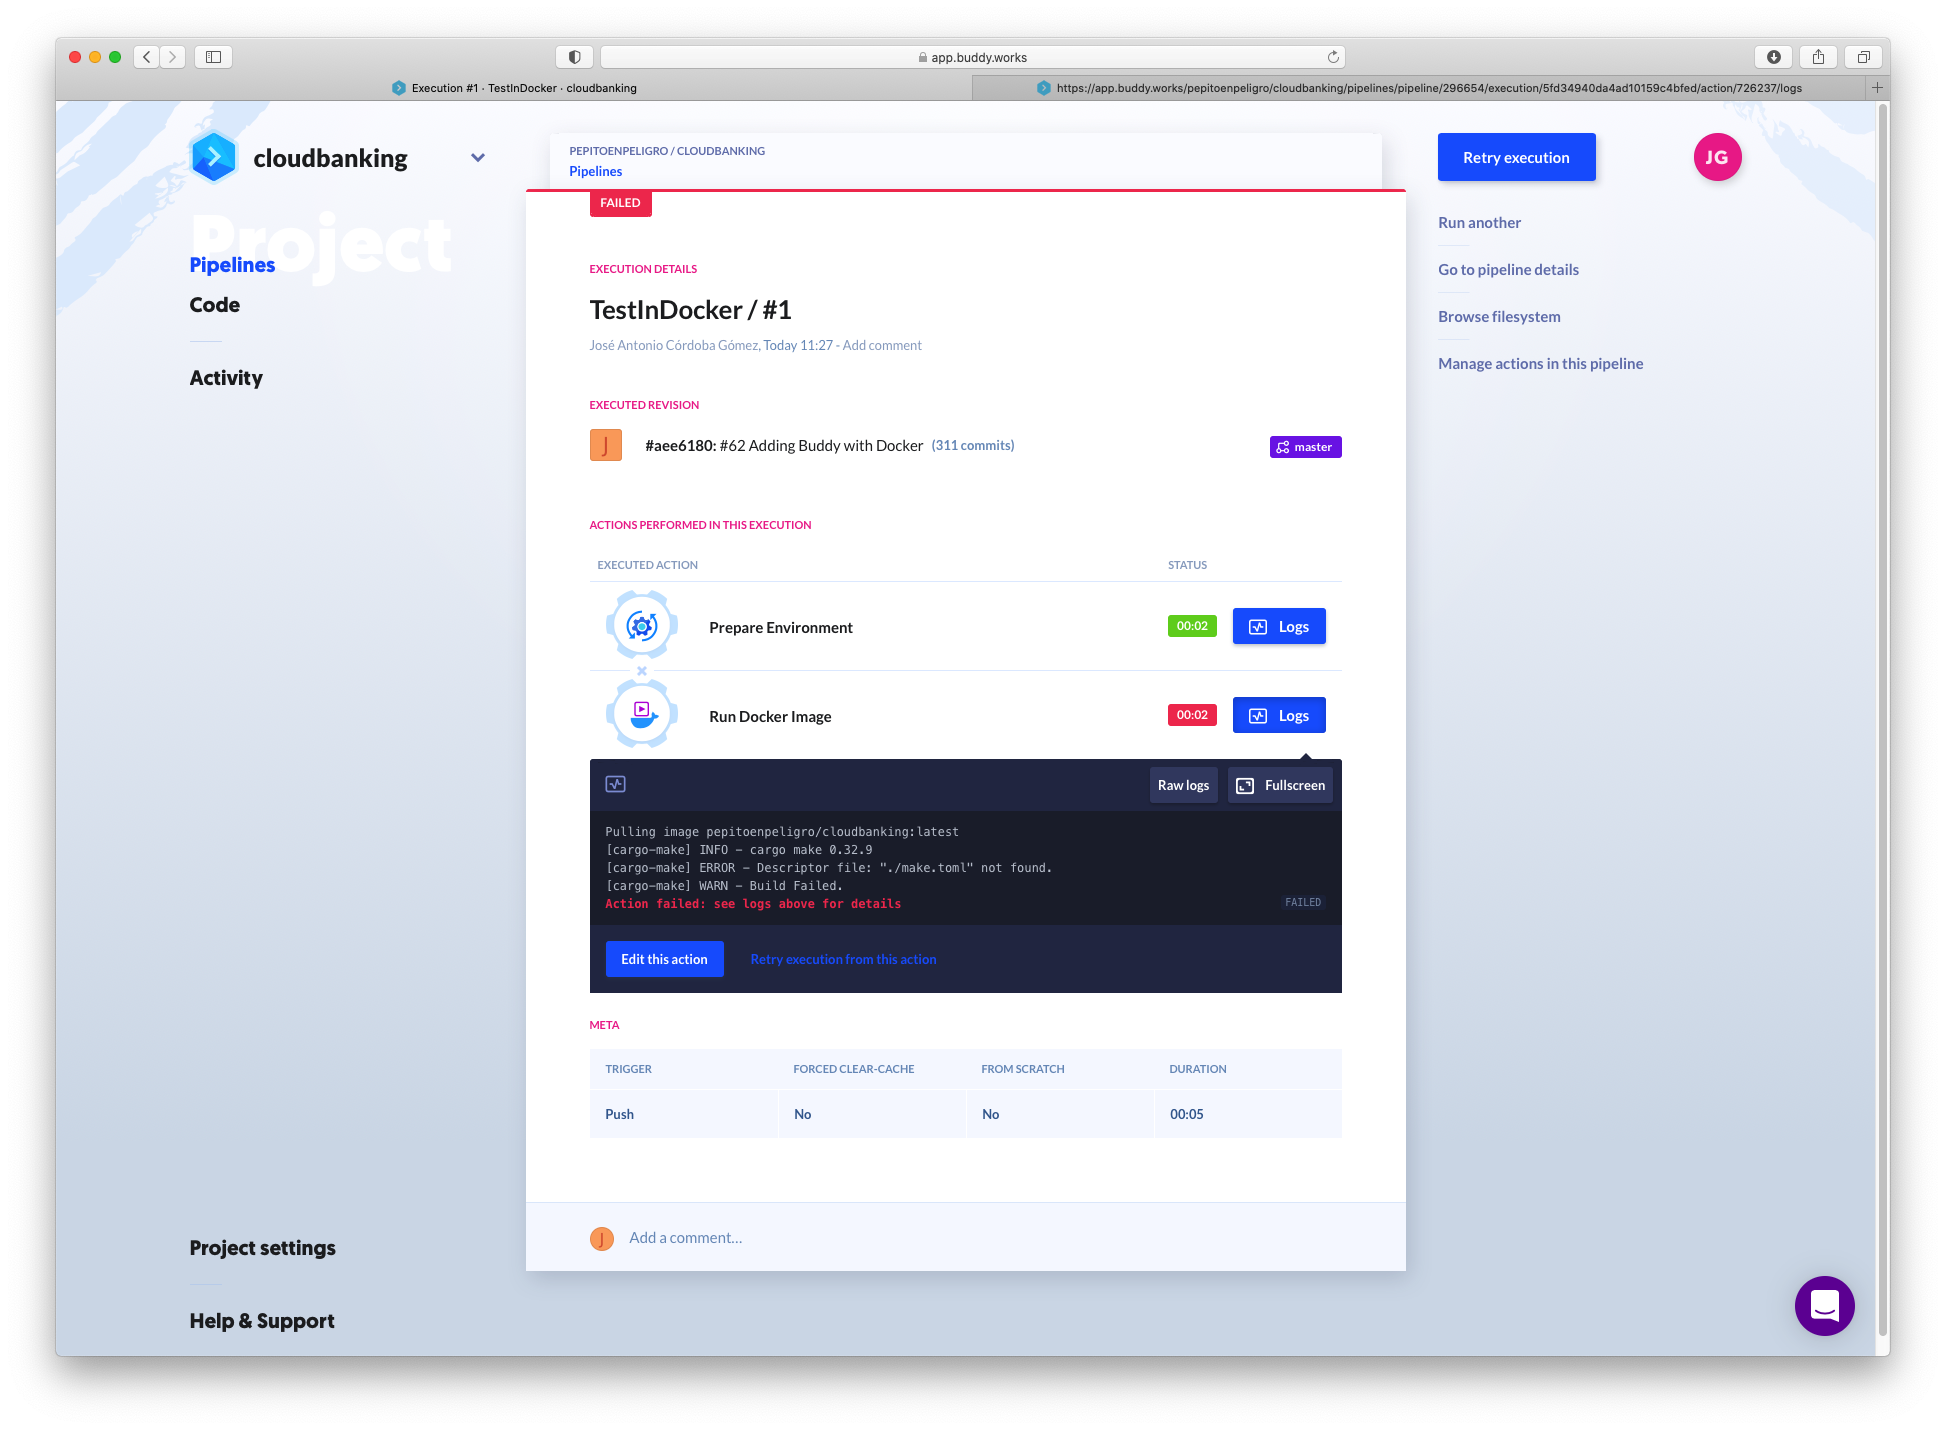 app.buddy.works
Execution #1 · TestInDocker · cloudbanking
https://app.buddy.works/pepitoenpeligro/cloudbanking/pipelines/pipeline/296654/execution/5fd34940da4ad10159c4bfed/action/726237/logs
cloudbanking
Project
Pipelines
Code
Activity
Project settings
Help & Support
PEPITOENPELIGRO / CLOUDBANKING
Pipelines
FAILED
EXECUTION DETAILS
TestInDocker / #1
José Antonio Córdoba Gómez, Today 11:27 - Add comment
EXECUTED REVISION
J #aee6180: #62 Adding Buddy with Docker (311 commits) master
ACTIONS PERFORMED IN THIS EXECUTION
EXECUTED ACTION STATUS
Prepare Environment 00:02 Logs
Run Docker Image 00:02 Logs
Raw logs Fullscreen
Pulling image pepitoenpeligro/cloudbanking:latest
[cargo-make] INFO - cargo make 0.32.9
[cargo-make] ERROR - Descriptor file: "./make.toml" not found.
[cargo-make] WARN - Build Failed.
Action failed: see logs above for details FAILED
Edit this action Retry execution from this action
META
TRIGGER FORCED CLEAR-CACHE FROM SCRATCH DURATION
Push No No 00:05
J Add a comment...
Retry execution JG
Run another
Go to pipeline details
Browse filesystem
Manage actions in this pipeline